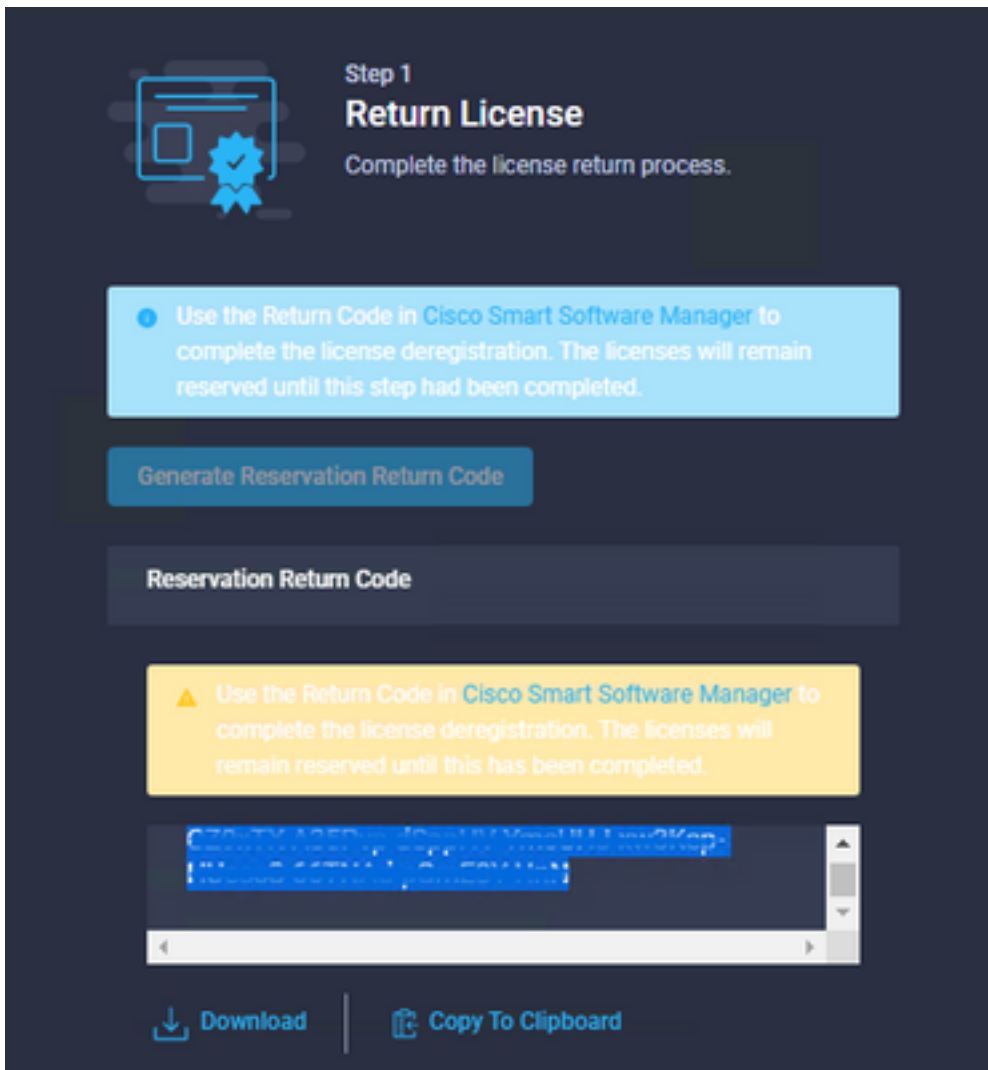 Step 1
Return License
Complete the license return process.
Use the Return Code in Cisco Smart Software Manager to
complete the license deregistration. The licenses will remain
reserved until this step had been completed.
Generate Reservation Return Code
Reservation Return Code
Use the Return Code in Cisco Smart Software Manager to
complete the license deregistration. The licenses will
remain reserved until this has been completed.
Download
Copy To Clipboard